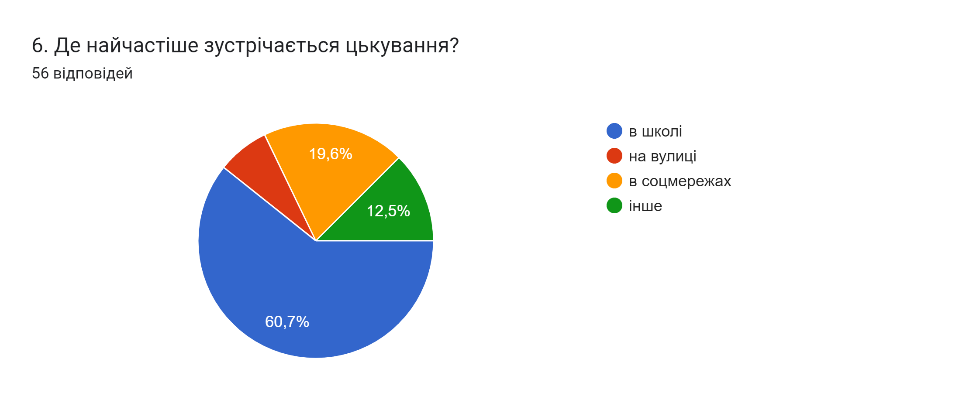 6. Де найчастіше зустрічається цькування?
56 відповідей
19,6%
12,5%
60,7%
в школі
на вулиці
в соцмережах
інше